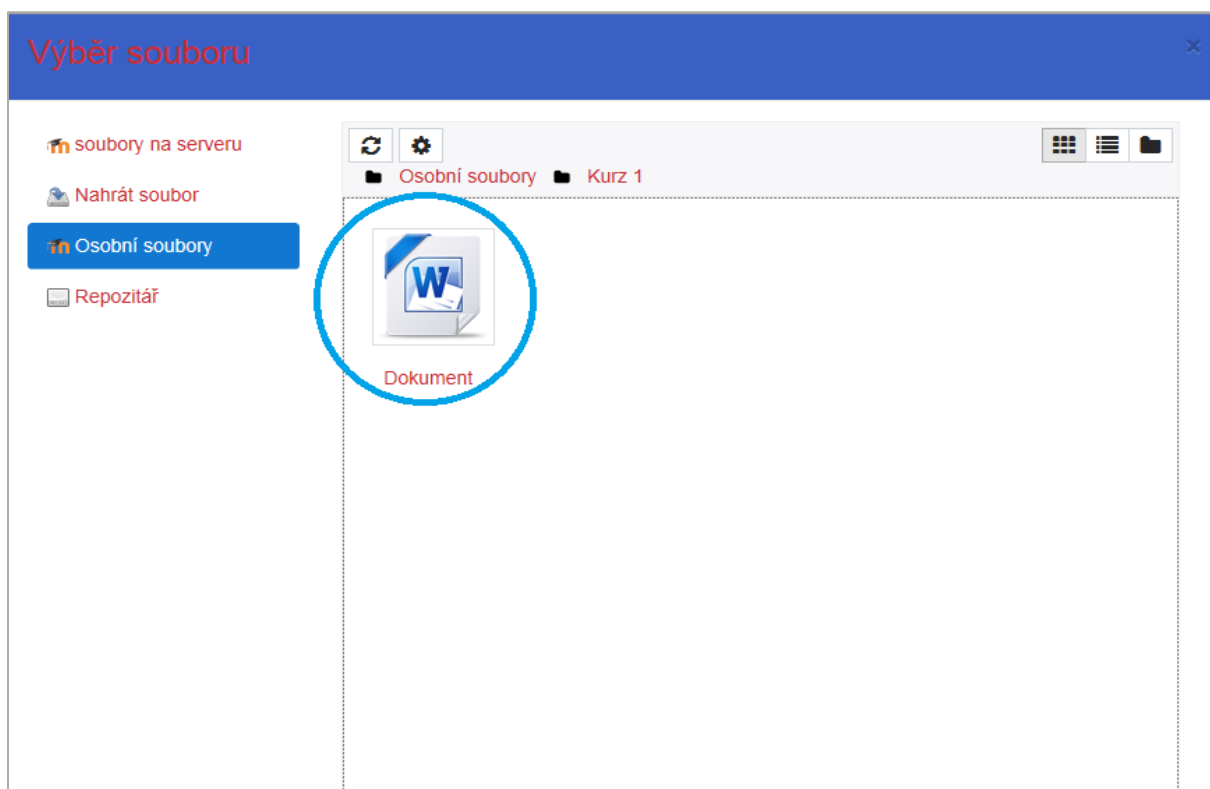 Výběr souboru
soubory na serveru
Nahrát soubor
Osobní soubory
Repozitář
Osobní soubory Kurz 1
W
Dokument